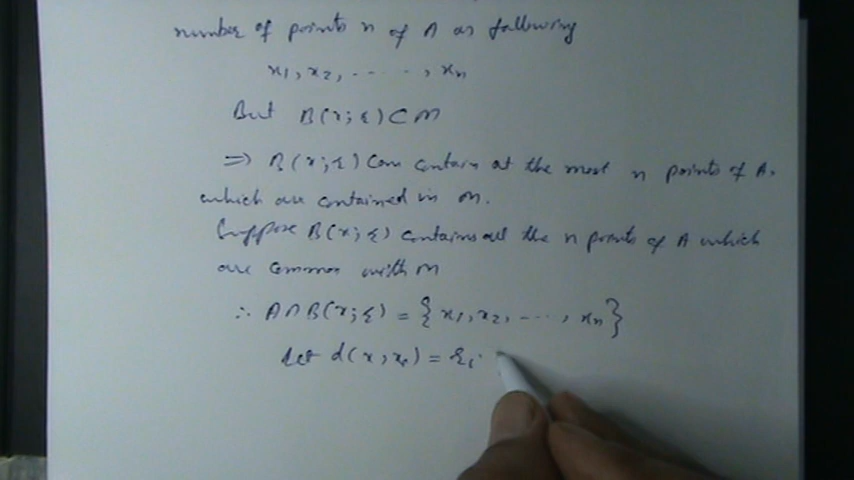 number of points n of A as following
x1, x2, ....., xn
But B(x; ε) ⊂ M
⇒ B(x; ε) Can contain at the most n points of A.
which are contained in M.
Suppose B(x; ε) contains all the n points of A which
are common with M
∴ A∩B(x; ε) = {x1, x2, ..., xn}
Let d(x, xi) = εi